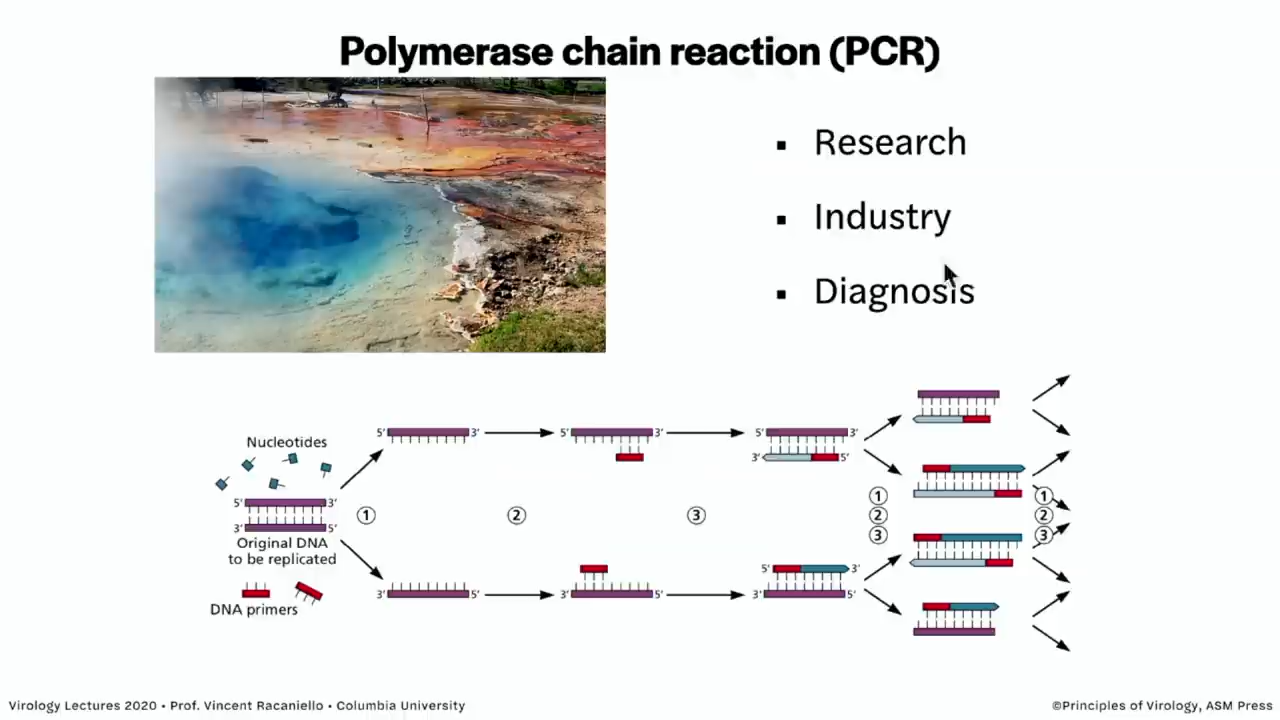 Polymerase chain reaction (PCR)
▪ Research
▪ Industry
▪ Diagnosis
Nucleotides
5' 3'
3' 5'
Original DNA
to be replicated
DNA primers
①
5' 3'
3' 5'
②
5' 3'
3' 5'
③
5' 3'
3' 5'
5' 3'
3' 5'
①
②
③
①
②
③
Virology Lectures 2020 • Prof. Vincent Racaniello • Columbia University
©Principles of Virology, ASM Press